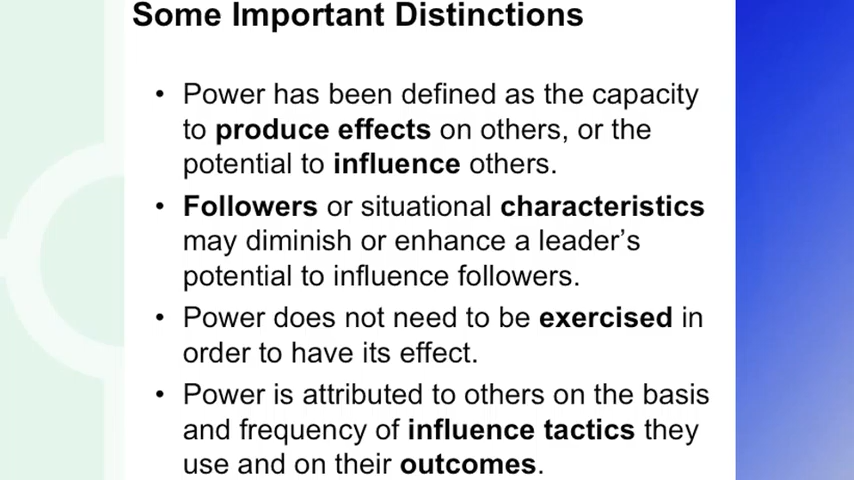 Some Important Distinctions
• Power has been defined as the capacity
to produce effects on others, or the
potential to influence others.
• Followers or situational characteristics
may diminish or enhance a leader’s
potential to influence followers.
• Power does not need to be exercised in
order to have its effect.
• Power is attributed to others on the basis
and frequency of influence tactics they
use and on their outcomes.